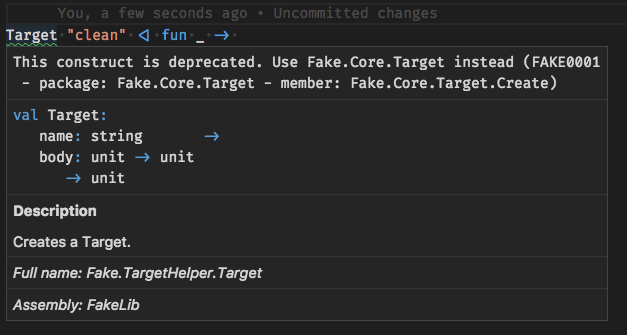 You, a few seconds ago • Uncommitted changes
Target "clean" <| fun _ ->
This construct is deprecated. Use Fake.Core.Target instead (FAKE0001
- package: Fake.Core.Target - member: Fake.Core.Target.Create)
val Target:
name: string ->
body: unit -> unit
-> unit
Description
Creates a Target.
Full name: Fake.TargetHelper.Target
Assembly: FakeLib